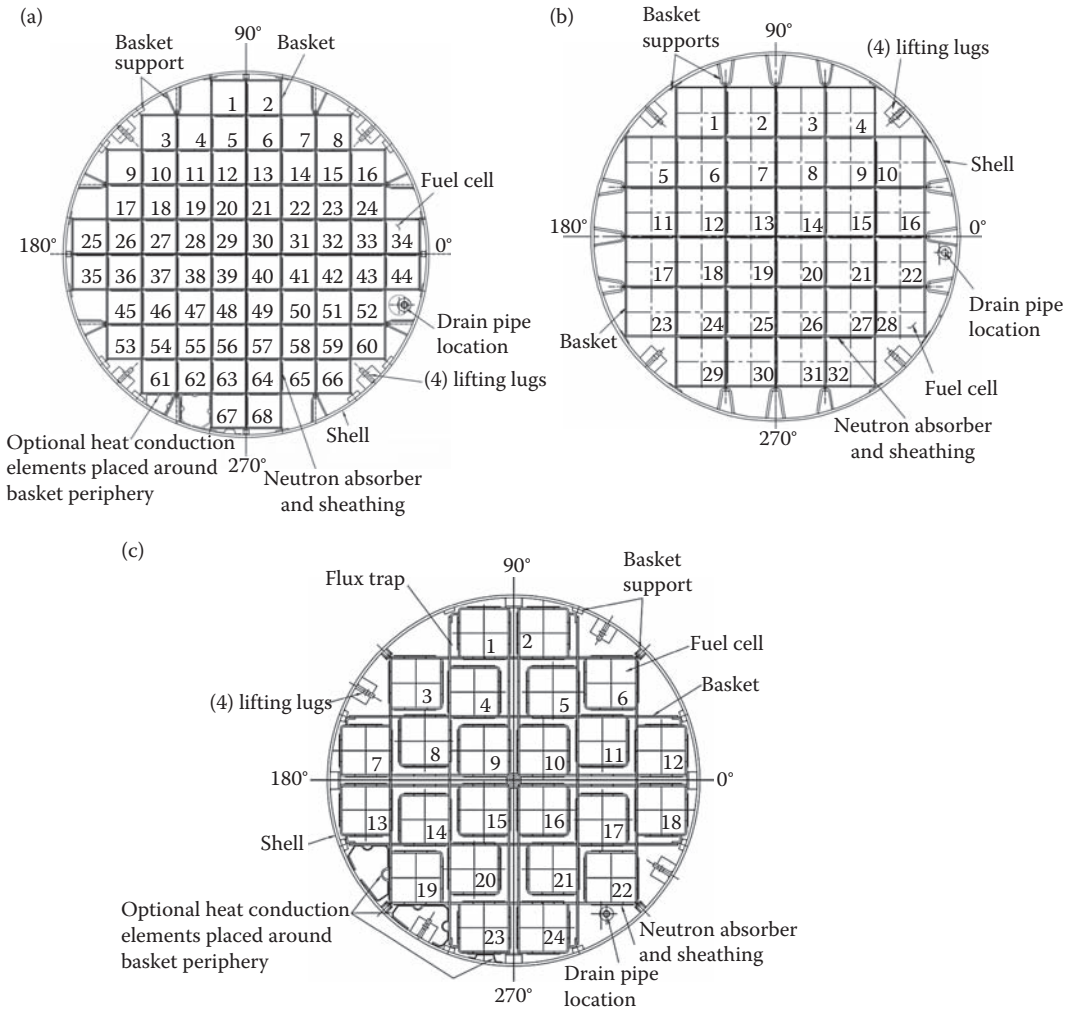 (a)
90°
Basket
support
Basket
1 2
3 4 5 6 7 8
9 10 11 12 13 14 15 16
Fuel cell
17 18 19 20 21 22 23 24
180°
25 26 27 28 29 30 31 32 33 34
0°
35 36 37 38 39 40 41 42 43 44
45 46 47 48 49 50 51 52
Drain pipe
location
53 54 55 56 57 58 59 60
61 62 63 64 65 66
(4) lifting lugs
67 68
Shell
Optional heat conduction
elements placed around
basket periphery
270°
Neutron absorber
and sheathing
(b)
90°
Basket
supports
(4) lifting lugs
1 2 3 4
Shell
5 6 7 8 9 10
11 12 13 14 15 16
180°
0°
17 18 19 20 21 22
Drain pipe
location
23 24 25 26 27 28
Basket
29 30 31 32
Fuel cell
270°
Neutron absorber
and sheathing
(c)
90°
Flux trap
Basket
support
1 2
Fuel cell
3 4 5 6
Basket
(4) lifting lugs
7 8 9 10 11 12
180°
0°
13 14 15 16 17 18
Shell
19 20 21 22
Optional heat conduction
elements placed around
basket periphery
23 24
Neutron absorber
and sheathing
Drain pipe
location
270°